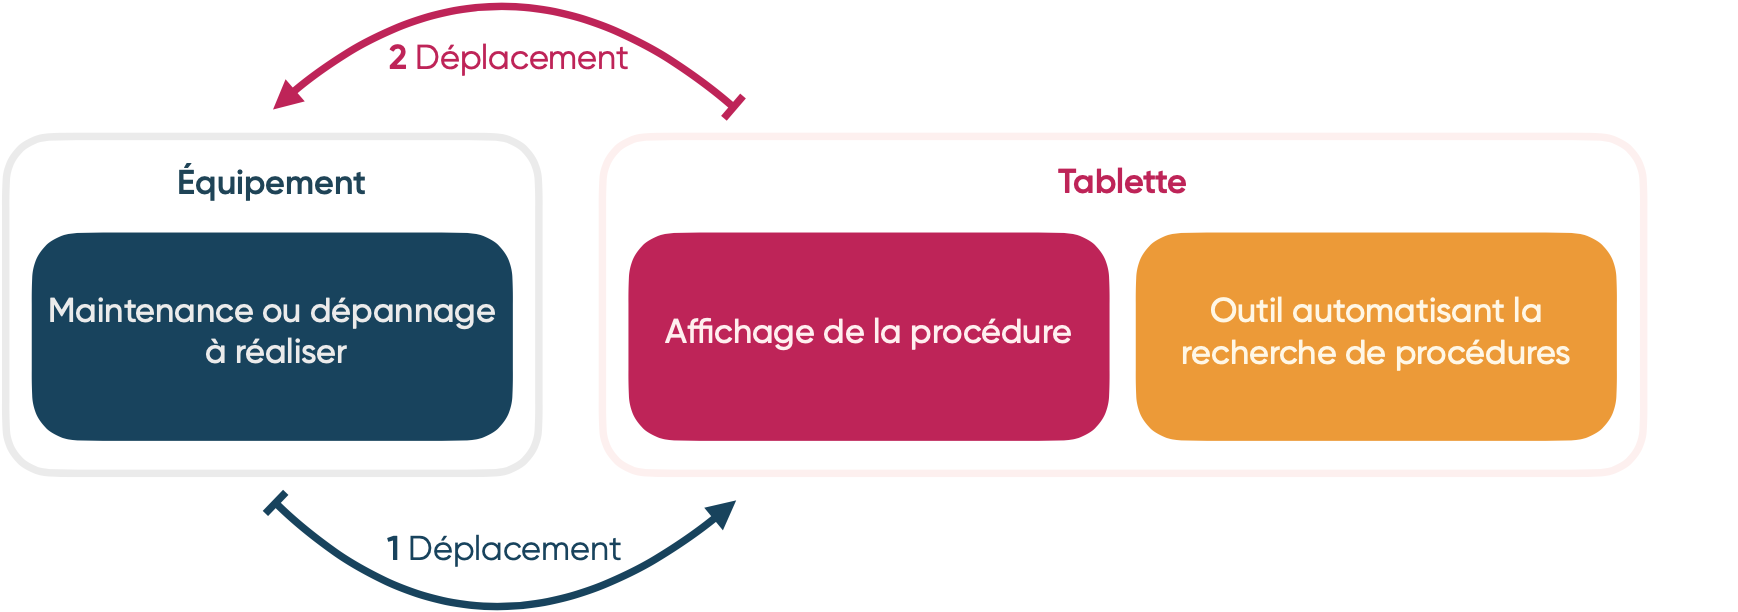 2 Déplacement
Équipement
Maintenance ou dépannage
à réaliser
Tablette
Affichage de la procédure
Outil automatisant la
recherche de procédures
1 Déplacement